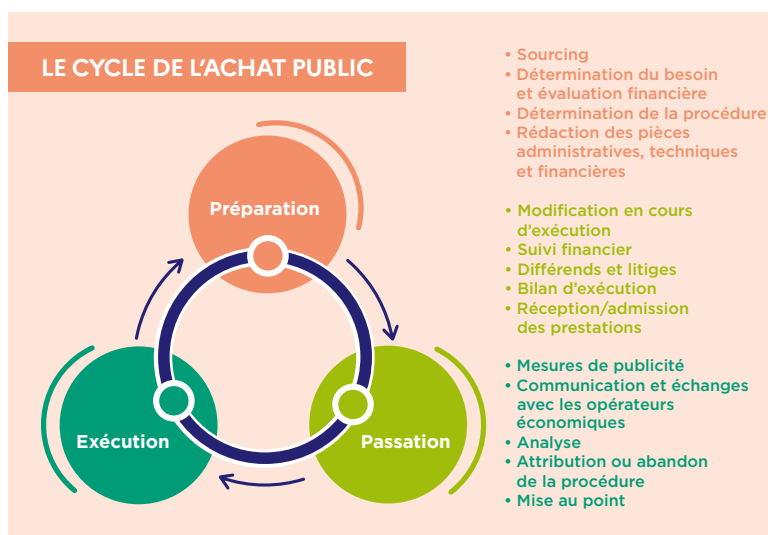 LE CYCLE DE L'ACHAT PUBLIC
Préparation
Exécution
Passation
• Sourcing
• Détermination du besoin
et évaluation financière
• Détermination de la procédure
• Rédaction des pièces
administratives, techniques
et financières
• Modification en cours
d'exécution
• Suivi financier
• Différends et litiges
• Bilan d'exécution
• Réception/admission
des prestations
• Mesures de publicité
• Communication et échanges
avec les opérateurs
économiques
• Analyse
• Attribution ou abandon
de la procédure
• Mise au point